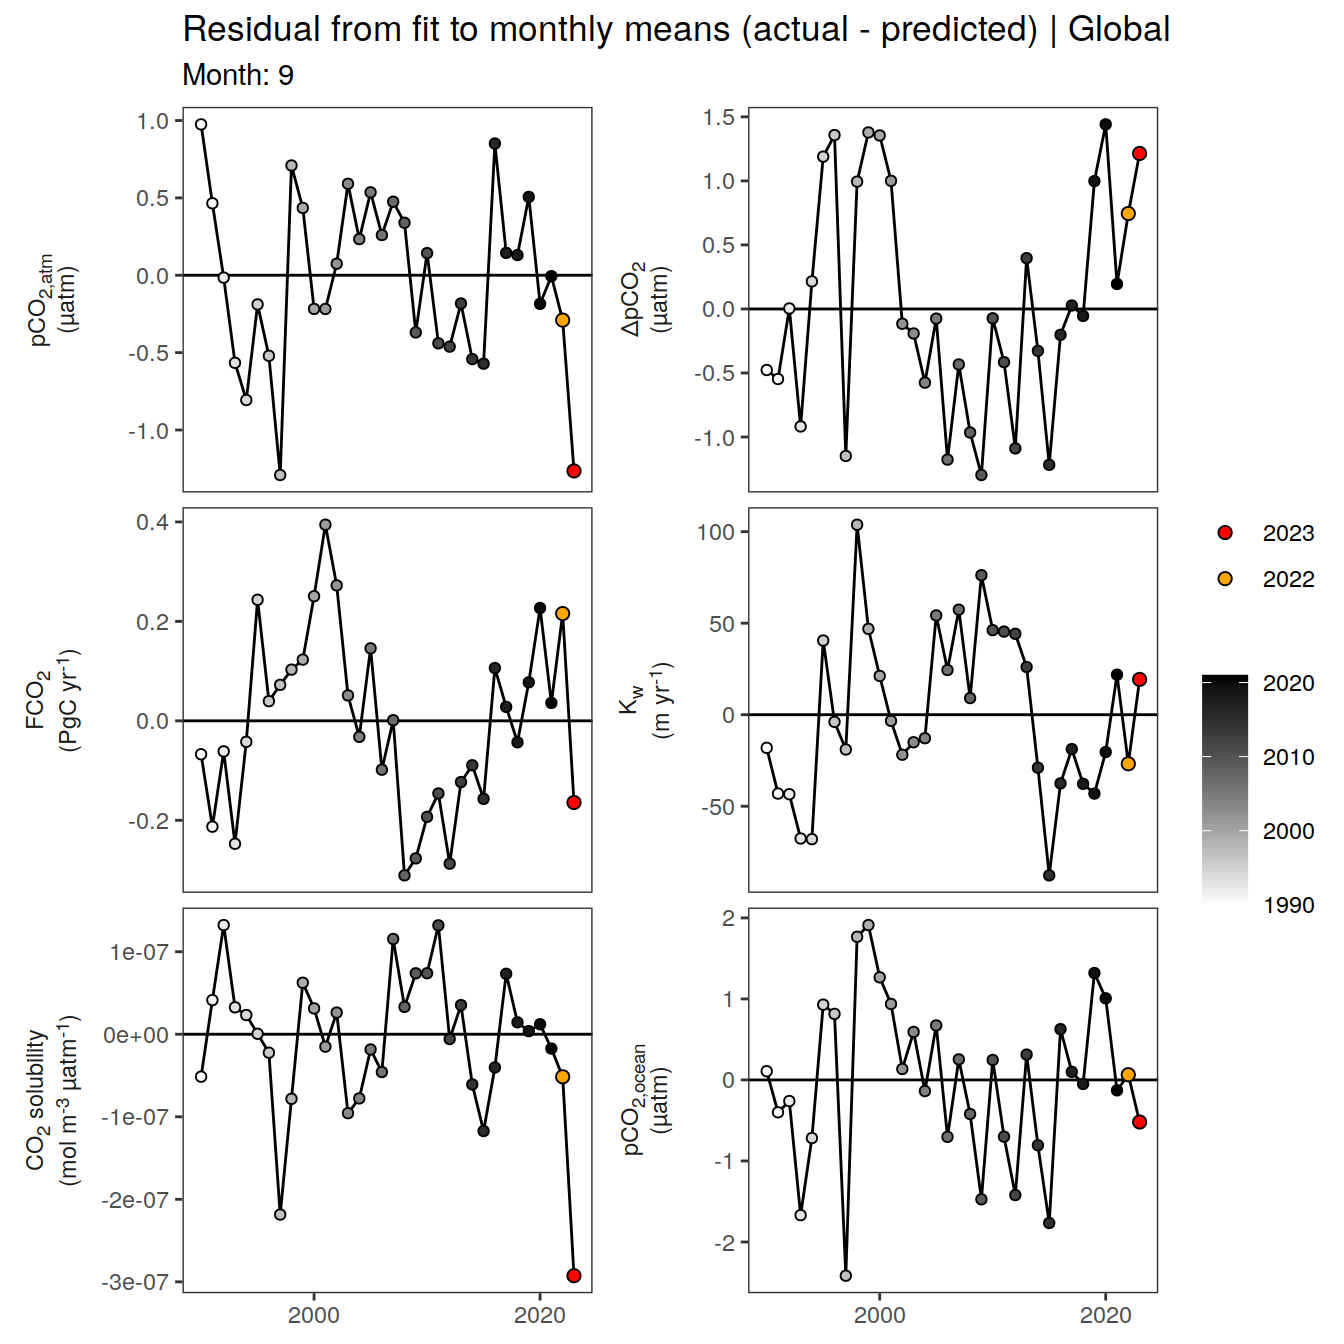 Residual from fit to monthly means (actual - predicted) | Global
Month: 9
pCO2,atm
(µatm)
1.0
0.5
0.0
-0.5
-1.0
ΔpCO2
(µatm)
1.5
1.0
0.5
0.0
-0.5
-1.0
FCO2
(PgC yr-1)
0.4
0.2
0.0
-0.2
Kw
(m yr-1)
100
50
0
-50
CO2 solubility
(mol m-3 µatm-1)
1e-07
0e+00
-1e-07
-2e-07
-3e-07
2000
2020
pCO2,ocean
(µatm)
2
1
0
-1
-2
2000
2020
2023
2022
2020
2010
2000
1990